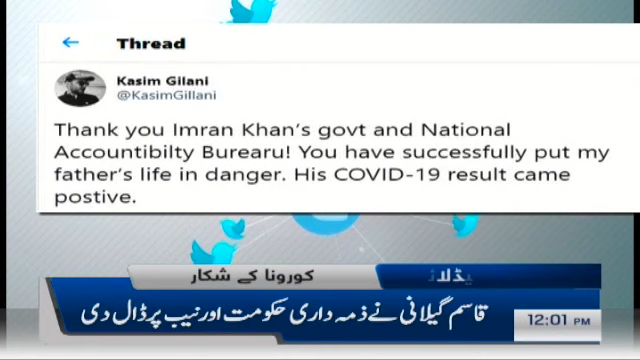 Thread
Kasim Gilani
@KasimGillani
Thank you Imran Khan's govt and National
Accountibilty Burearu! You have successfully put my
father's life in danger. His COVID-19 result came
postive.
کورونا کے شکار
قاسم گیلانی نے ذمہ داری حکومت اور نیب پر ڈال دی
12:01 PM